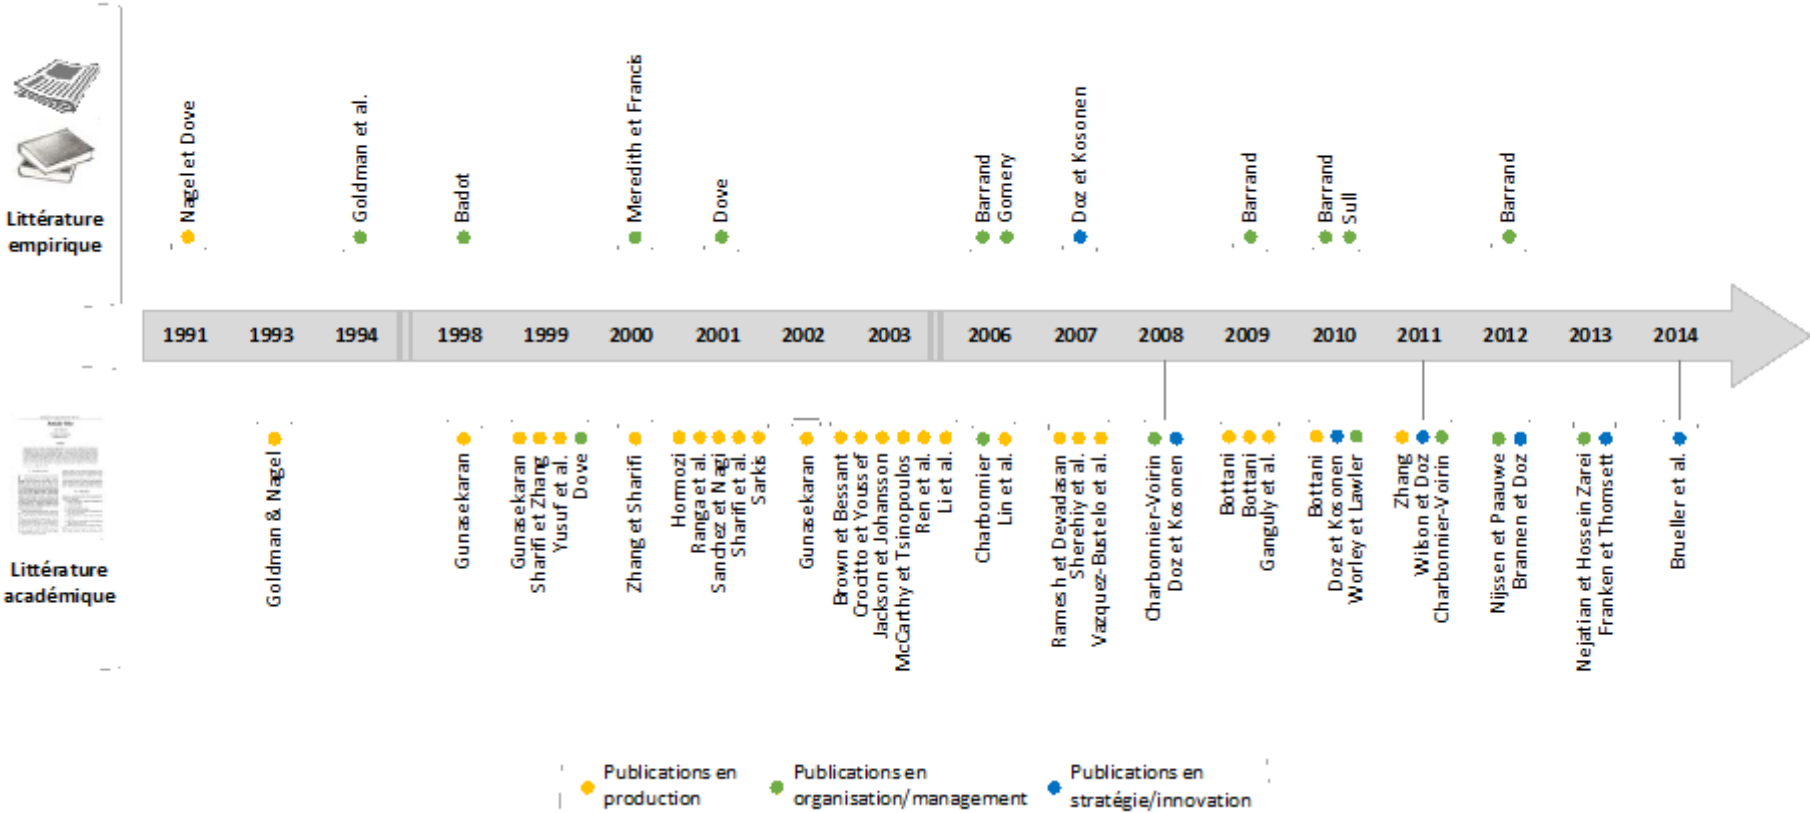 Nagel et Dove
Goldman et al.
Badot
Meredith et Francis
Dove
Barrand
Gomery
Doz et Kosonen
Barrand
Barrand
Sull
Barrand
Littérature
empirique
1991 1993 1994 1998 1999 2000 2001 2002 2003 2006 2007 2008 2009 2010 2011 2012 2013 2014
Goldman & Nagel
Gunasekaran
Gunasekaran
Sharifi et Zhang
Yusuf et al.
Dove
Zhang et Sharifi
Hormozi
Ranga et al.
Sanchez et Nagi
Sharifi et al.
Sarkis
Gunasekaran
Brown et Bessant
Crocitto et Youssef
Jackson et Johansson
McCarthy et Tsinopoulos
Ren et al.
Li et al.
Charbonnier
Lin et al.
Ramesh et Devadasan
Sherehiy et al.
Vazquez-Bustelo et al.
Charbonnier-Voirin
Doz et Kosonen
Bottani
Bottani
Ganguly et al.
Bottani
Doz et Kosonen
Worley et Lawler
Zhang
Wilson et Doz
Charbonnier-Voirin
Nijssen et Paauwe
Brannen et Doz
Nejatian et Hossein Zarei
Franken et Thomsett
Brueller et al.
Littérature
académique
Publications en
production
Publications en
organisation/management
Publications en
stratégie/innovation